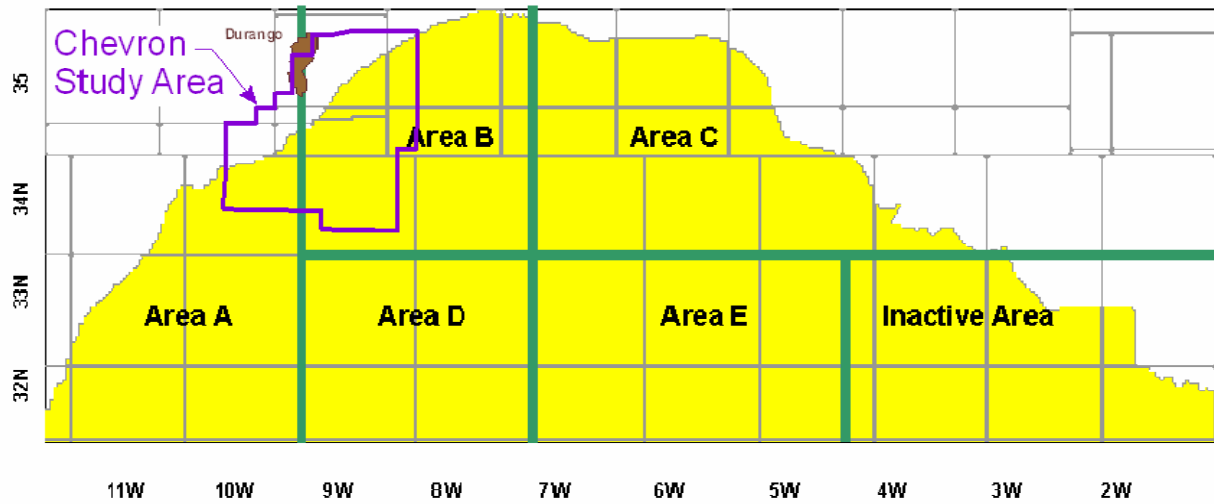 Durango
Chevron
Study Area
35
Area B
Area C
34N
33N
Area A
Area D
Area E
Inactive Area
32N
11W
10W
9W
8W
7W
6W
5W
4W
3W
2W